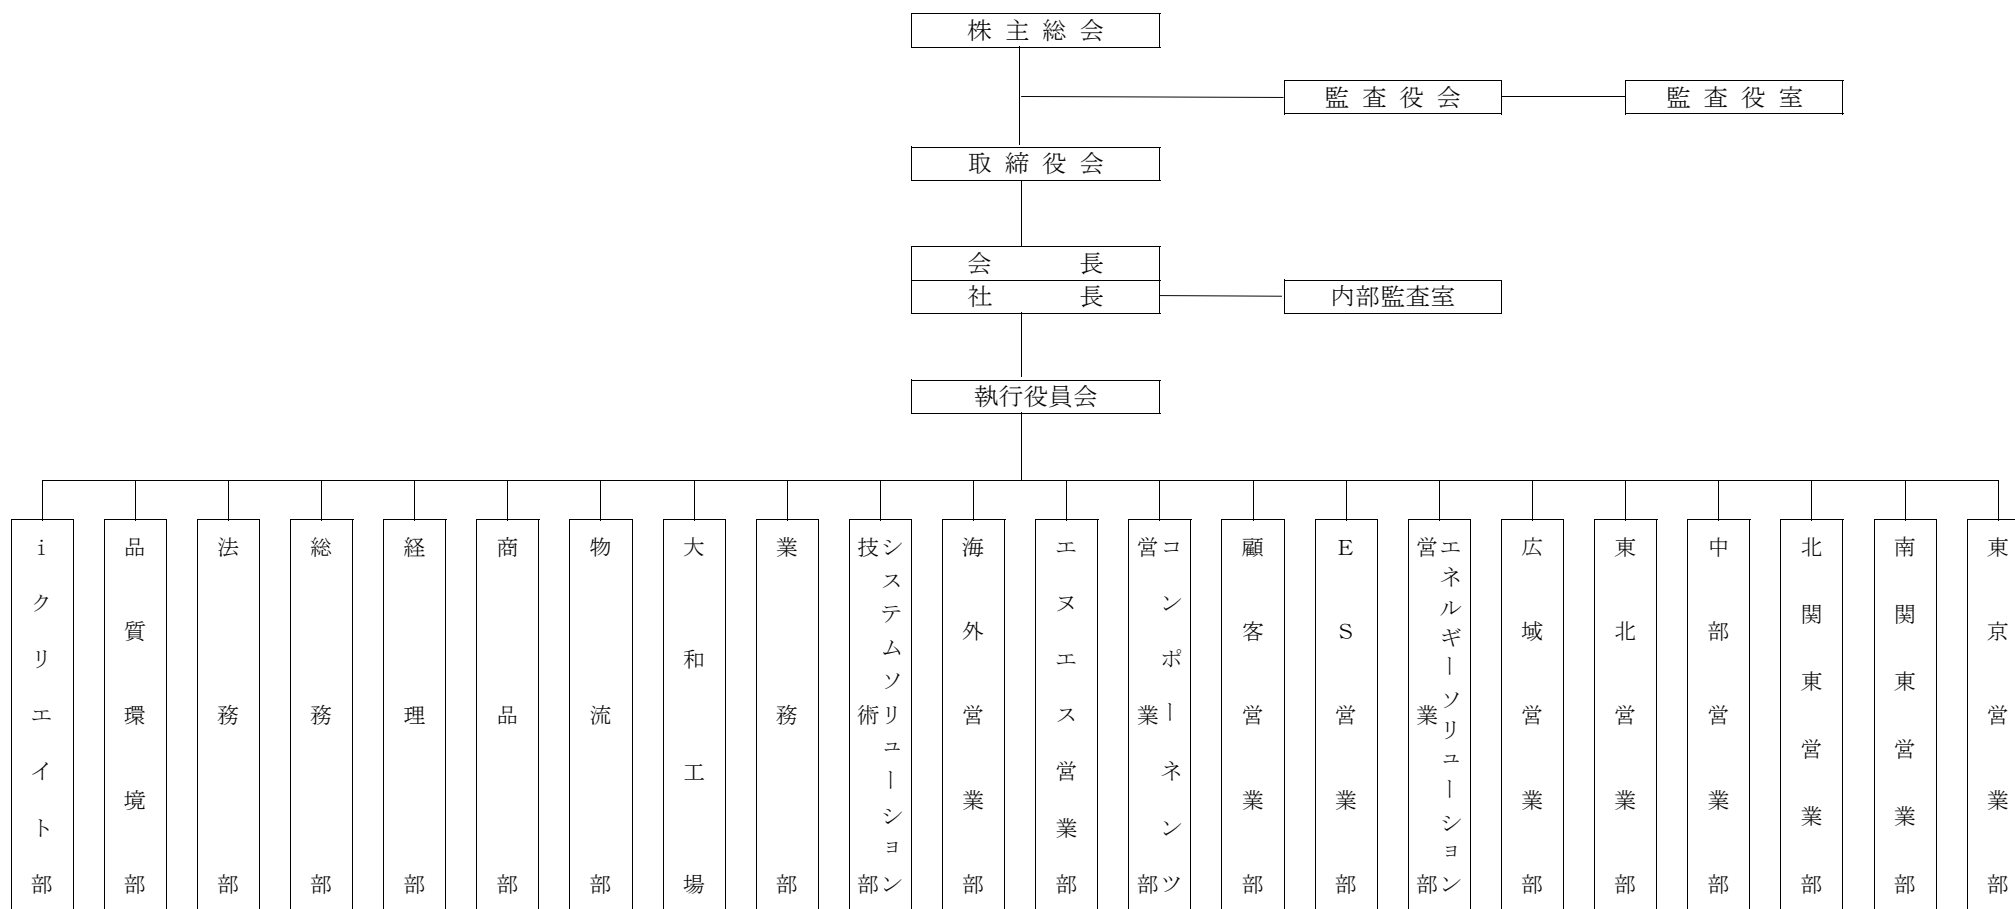 株主総会
監査役会
監査役室
取締役会
会長
社長
内部監査室
執行役員会
iクリエイト部
品質環境部
法務部
総務部
経理部
商品部
物流部
大和工場
業務部
システムソリューション
技術部
海外営業部
エヌエス営業部
コンポーネンツ
営業部
顧客営業部
ES営業部
エネルギーソリューション
営業部
広域営業部
東北営業部
中部営業部
北関東営業部
南関東営業部
東京営業部